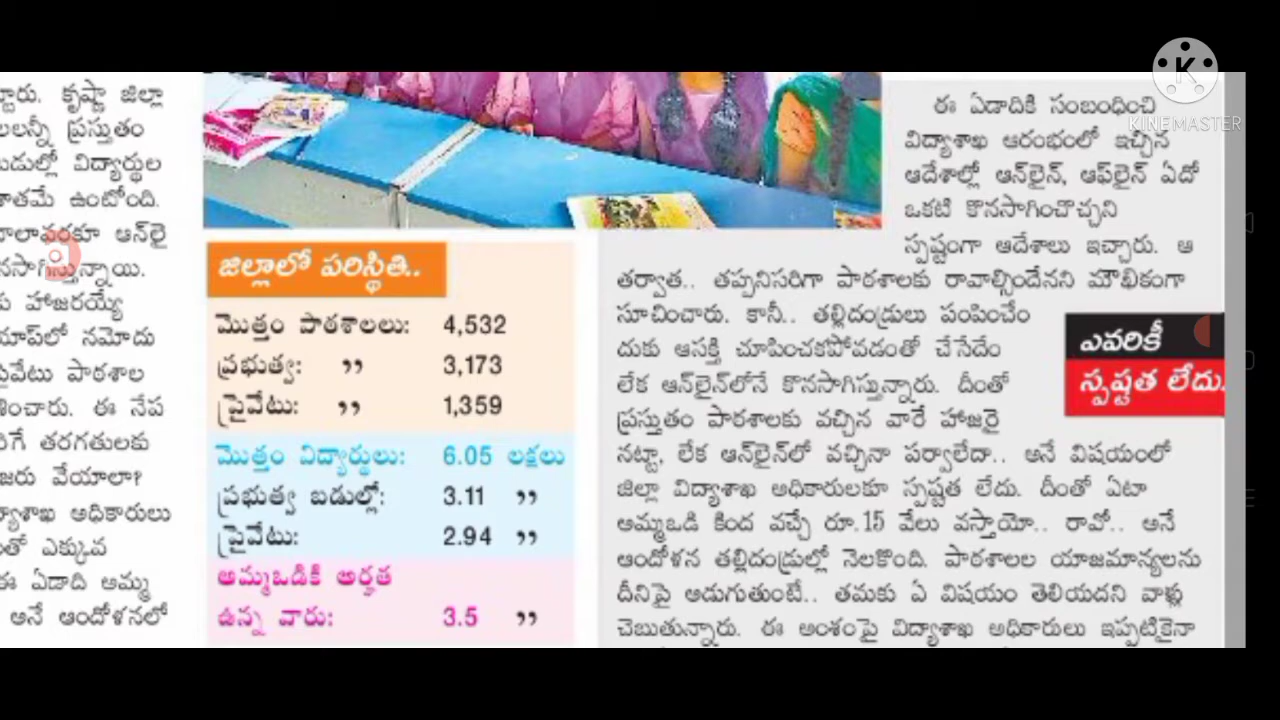 కృష్ణా జిల్లా
ప్రస్తుతం
విద్యార్థుల
ఉంటోంది.
హాజరయ్యే
నమోదు
పాఠశాల
ఈ నేప
తరగతులకు
వేయాలా?
అధికారులు
ఎక్కువ
ఈ ఏడాది అమ్మ
అనే ఆందోళనలో
జిల్లాలో పరిస్థితి..
మొత్తం పాఠశాలలు: 4,532
ప్రభుత్వ: ,, 3,173
ప్రైవేటు: ,, 1,359
మొత్తం విద్యార్థులు: 6.05 లక్షలు
ప్రభుత్వ బడుల్లో: 3.11 ,,
ప్రైవేటు: 2.94 ,,
అమ్మఒడికి అర్హత
ఉన్న వారు: 3.5 ,,
ఈ ఏడాదికి సంబంధించి
విద్యాశాఖ ఆరంభంలో ఇచ్చిన
ఆదేశాల్లో ఆన్‌లైన్, ఆఫ్‌లైన్ ఏదో
ఒకటి కొనసాగించొచ్చని
స్పష్టంగా ఆదేశాలు ఇచ్చారు. ఆ
తర్వాత.. తప్పనిసరిగా పాఠశాలకు రావాల్సిందేనని మౌఖికంగా
సూచించారు. కానీ.. తల్లిదండ్రులు పంపించేం
దుకు ఆసక్తి చూపించకపోవడంతో చేసేదేం
లేక ఆన్‌లైన్‌లోనే కొనసాగిస్తున్నారు. దీంతో
ప్రస్తుతం పాఠశాలకు వచ్చిన వారే హాజరై
నట్టా, లేక ఆన్‌లైన్‌లో వచ్చినా పర్వాలేదా.. అనే విషయంలో
జిల్లా విద్యాశాఖ అధికారులకూ స్పష్టత లేదు. దీంతో ఏటా
అమ్మఒడి కింద వచ్చే రూ.15 వేలు వస్తాయో.. రావో.. అనే
ఆందోళన తల్లిదండ్రుల్లో నెలకొంది. పాఠశాలల యాజమాన్యలను
దీనిపై అడుగుతుంటే.. తమకు ఏ విషయం తెలియదని వాళ్లు
చెబుతున్నారు. ఈ అంశంపై విద్యాశాఖ అధికారులు ఇప్పటికైనా
ఎవరికీ
స్పష్టత లేదు.
K
KINEMASTER